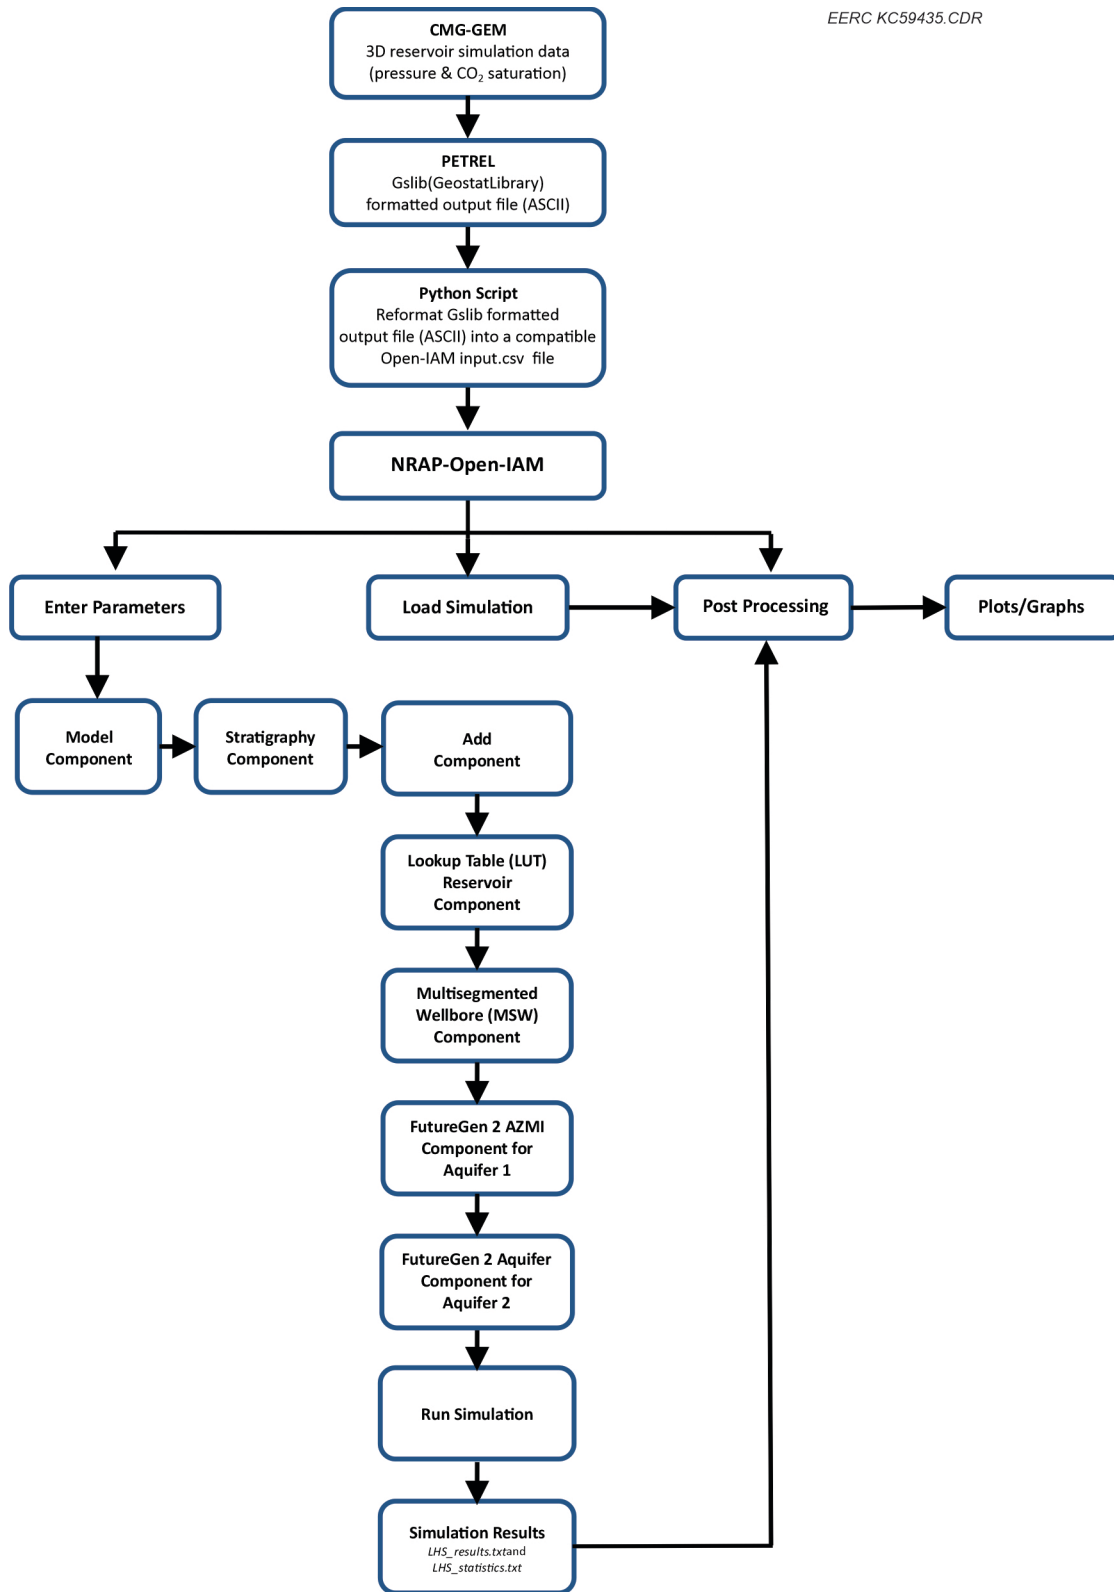 EERC KC59435.CDR
CMG-GEM
3D reservoir simulation data
(pressure & CO₂ saturation)
PETREL
Gslib(GeostatLibrary)
formatted output file (ASCII)
Python Script
Reformat Gslib formatted
output file (ASCII) into a compatible
Open-IAM input.csv file
NRAP-Open-IAM
Enter Parameters
Load Simulation
Post Processing
Plots/Graphs
Model
Component
Stratigraphy
Component
Add
Component
Lookup Table (LUT)
Reservoir
Component
Multisegmented
Wellbore (MSW)
Component
FutureGen 2 AZMI
Component for
Aquifer 1
FutureGen 2 Aquifer
Component for
Aquifer 2
Run Simulation
Simulation Results
LHS_results.txtand
LHS_statistics.txt